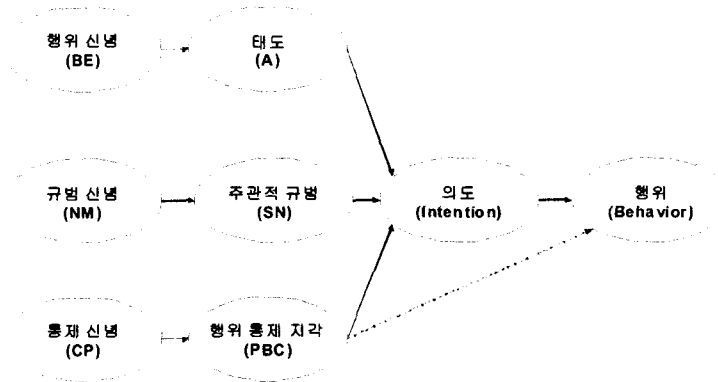 행위 신념
(BE)
태도
(A)
규범 신념
(NM)
주관적 규범
(SN)
의도
(Intention)
행위
(Behavior)
통제 신념
(CP)
행위 통제 지각
(PBC)